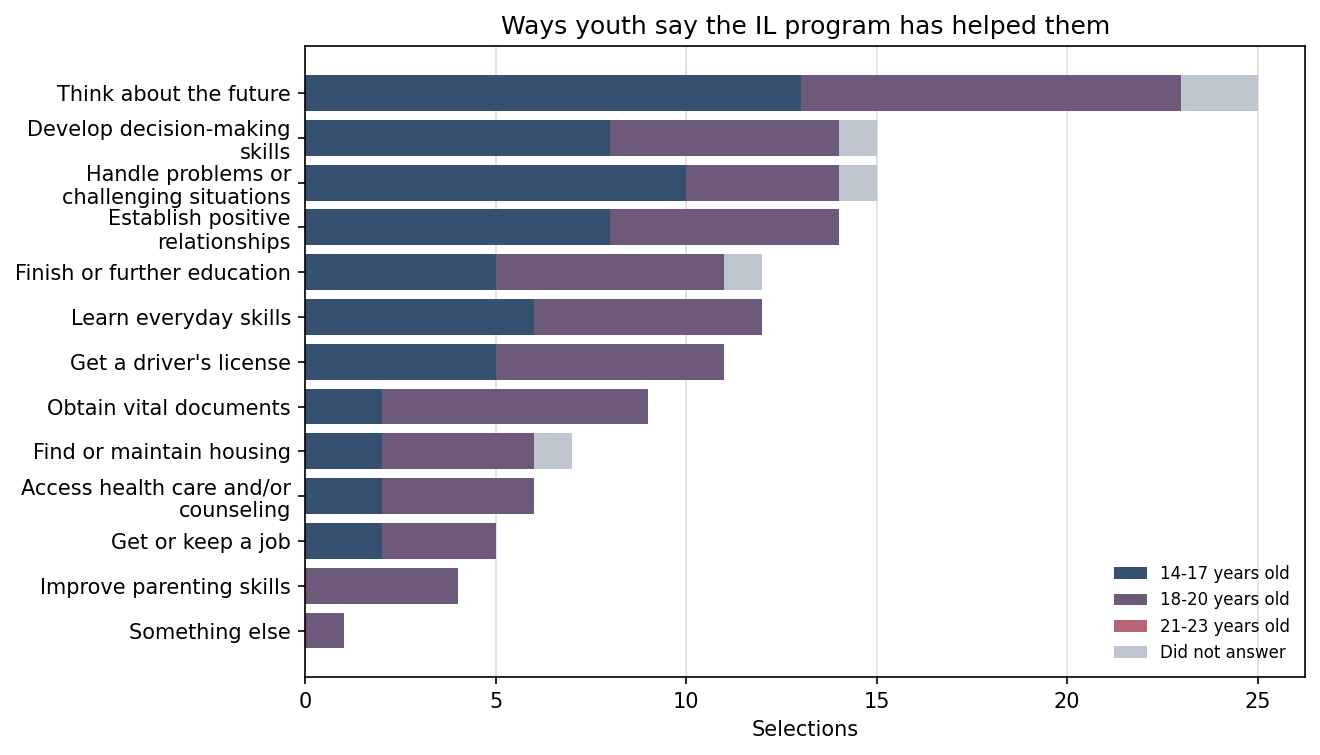 Ways youth say the IL program has helped them
Think about the future
Develop decision-making
skills
Handle problems or
challenging situations
Establish positive
relationships
Finish or further education
Learn everyday skills
Get a driver's license
Obtain vital documents
Find or maintain housing
Access health care and/or
counseling
Get or keep a job
Improve parenting skills
Something else
14-17 years old
18-20 years old
21-23 years old
Did not answer
0 5 10 15 20 25
Selections